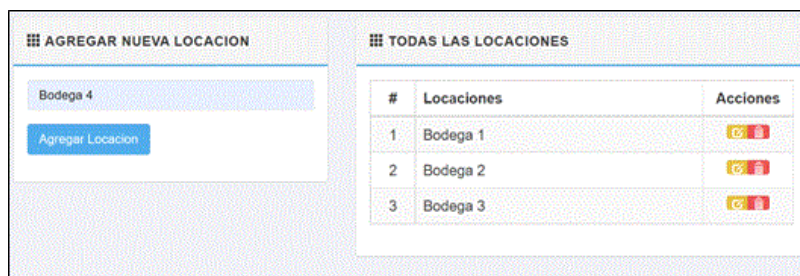 AGREGAR NUEVA LOCACION
Bodega 4
Agregar Locacion
TODAS LAS LOCACIONES
# Locaciones Acciones
1 Bodega 1
2 Bodega 2
3 Bodega 3